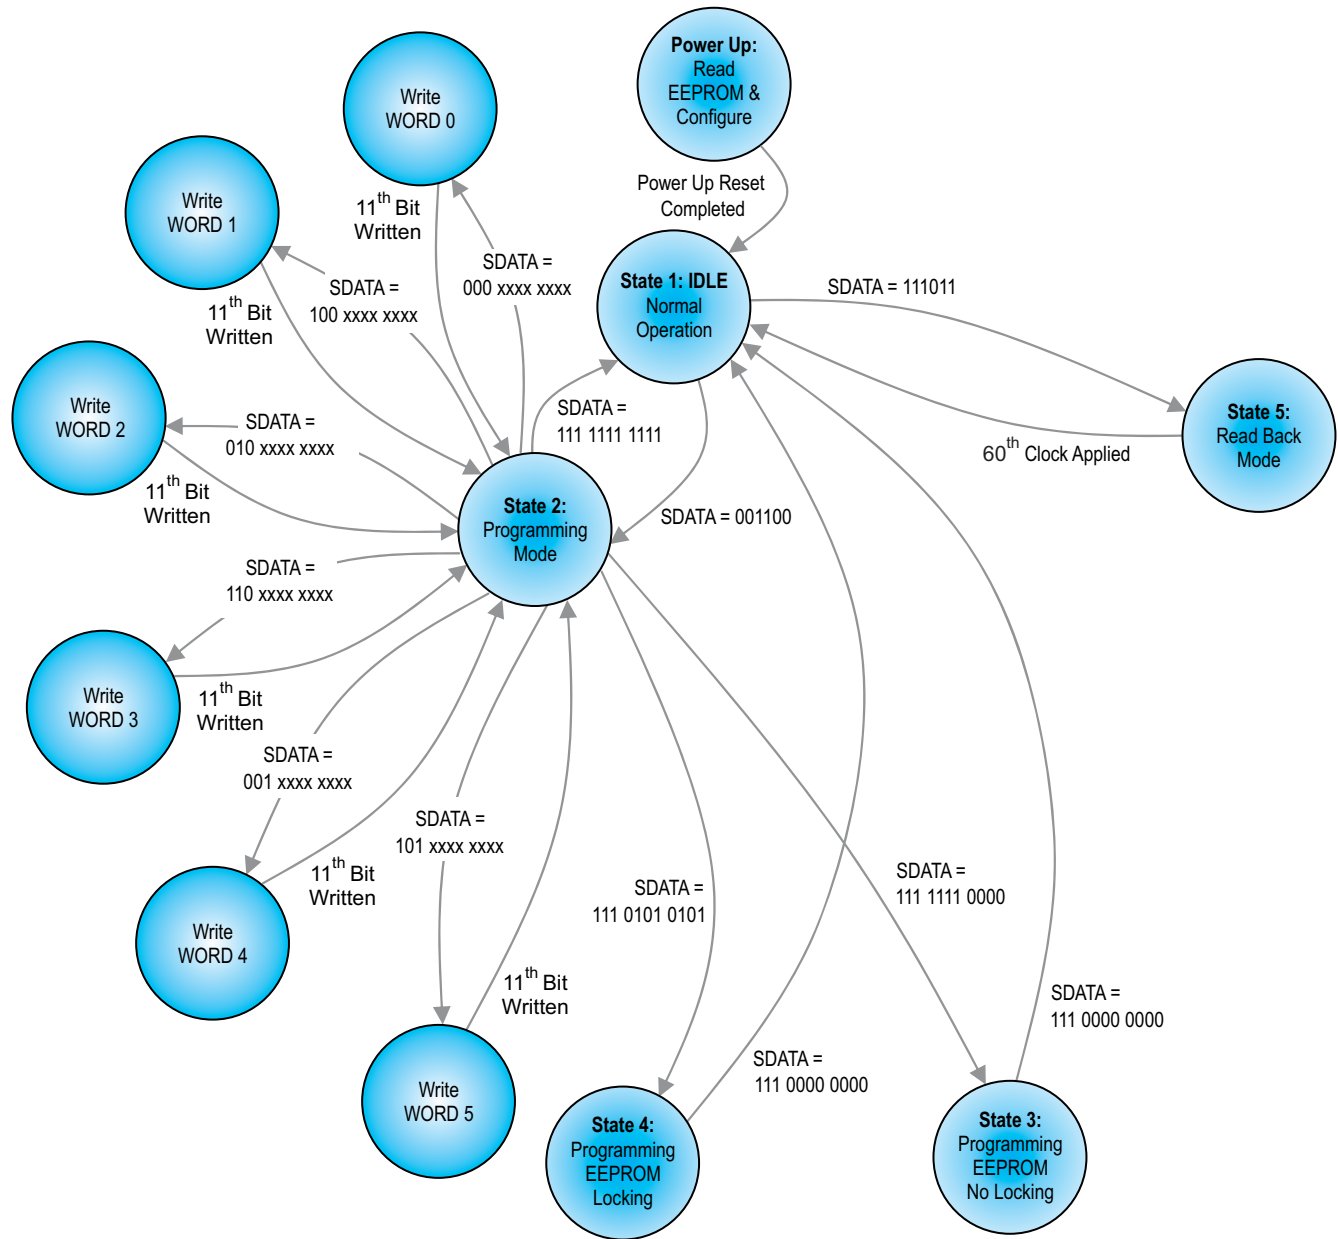 Power Up:
Read
EEPROM &
Configure
Write
WORD 0
Write
WORD 1
Power Up Reset
Completed
11th Bit
Written
SDATA =
000 xxxx xxxx
State 1: IDLE
Normal
Operation
SDATA = 111011
SDATA =
100 xxxx xxxx
11th Bit
Written
Write
WORD 2
SDATA =
010 xxxx xxxx
SDATA =
111 1111 1111
State 5:
Read Back
Mode
60th Clock Applied
11th Bit
Written
State 2:
Programming
Mode
SDATA = 001100
SDATA =
110 xxxx xxxx
Write
WORD 3
11th Bit
Written
SDATA =
001 xxxx xxxx
SDATA =
101 xxxx xxxx
11th Bit
Written
SDATA =
111 0101 0101
SDATA =
111 1111 0000
Write
WORD 4
11th Bit
Written
SDATA =
111 0000 0000
SDATA =
111 0000 0000
Write
WORD 5
State 4:
Programming
EEPROM
Locking
State 3:
Programming
EEPROM
No Locking